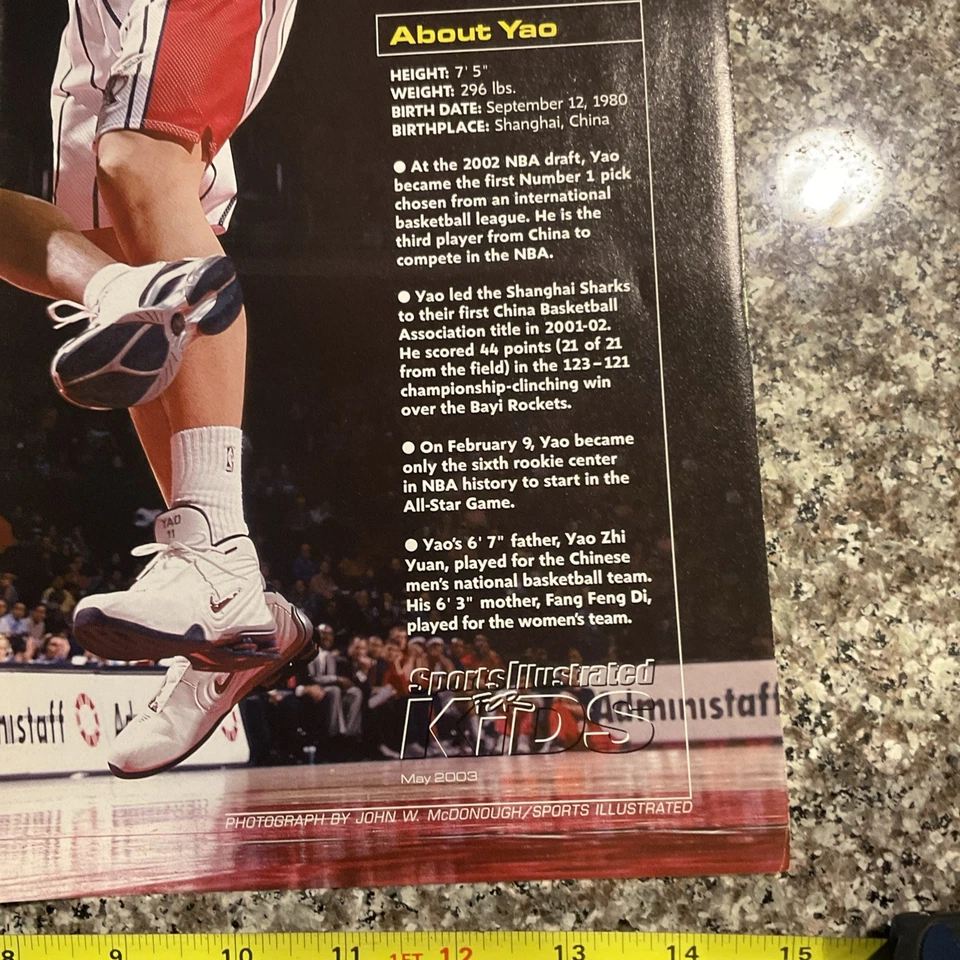 About Yao
HEIGHT: 7' 5"
WEIGHT: 296 lbs.
BIRTH DATE: September 12, 1980
BIRTHPLACE: Shanghai, China
● At the 2002 NBA draft, Yao
became the first Number 1 pick
chosen from an international
basketball league. He is the
third player from China to
compete in the NBA.
● Yao led the Shanghai Sharks
to their first China Basketball
Association title in 2001-02.
He scored 44 points (21 of 21
from the field) in the 123–121
championship-clinching win
over the Bayi Rockets.
● On February 9, Yao became
only the sixth rookie center
in NBA history to start in the
All-Star Game.
● Yao's 6' 7" father, Yao Zhi
Yuan, played for the Chinese
men's national basketball team.
His 6' 3" mother, Fang Feng Di,
played for the women's team.
YAO
11
Sports Illustrated
FOR
KIDS
nistaff Ad
Administaff
May 2003
PHOTOGRAPH BY JOHN W. McDONOUGH/SPORTS ILLUSTRATED
8 9 10 11 1FT 12 13 14 15